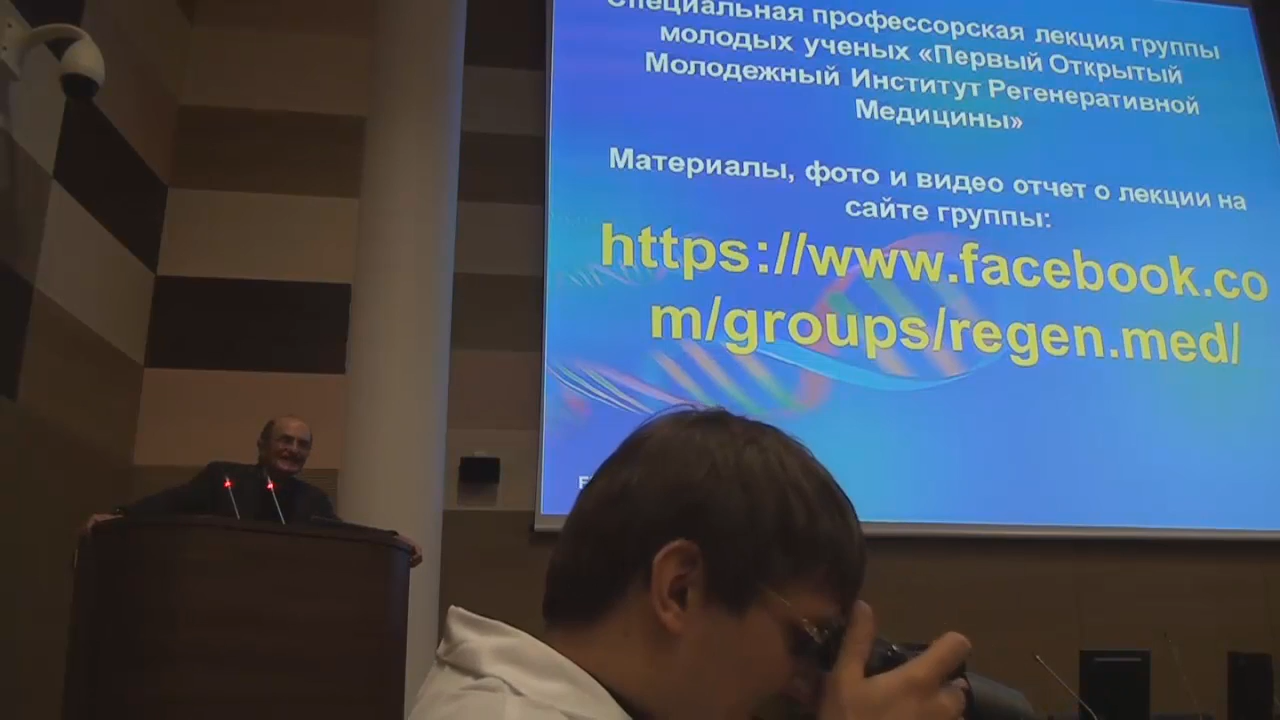 Специальная профессорская лекция группы
молодых ученых «Первый Открытый
Молодежный Институт Регенеративной
Медицины»
Материалы, фото и видео отчет о лекции на
сайте группы:
https://www.facebook.co
m/groups/regen.med/